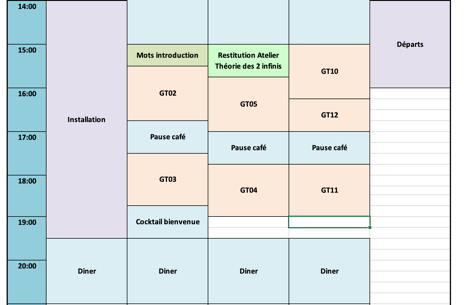 14:00
15:00
Mots introduction
Restitution Atelier
Théorie des 2 infinis
Départs
GT10
16:00
GT02
GT05
GT12
Installation
17:00
Pause café
Pause café
Pause café
18:00
GT03
GT04
GT11
19:00
Cocktail bienvenue
20:00
Diner
Diner
Diner
Diner